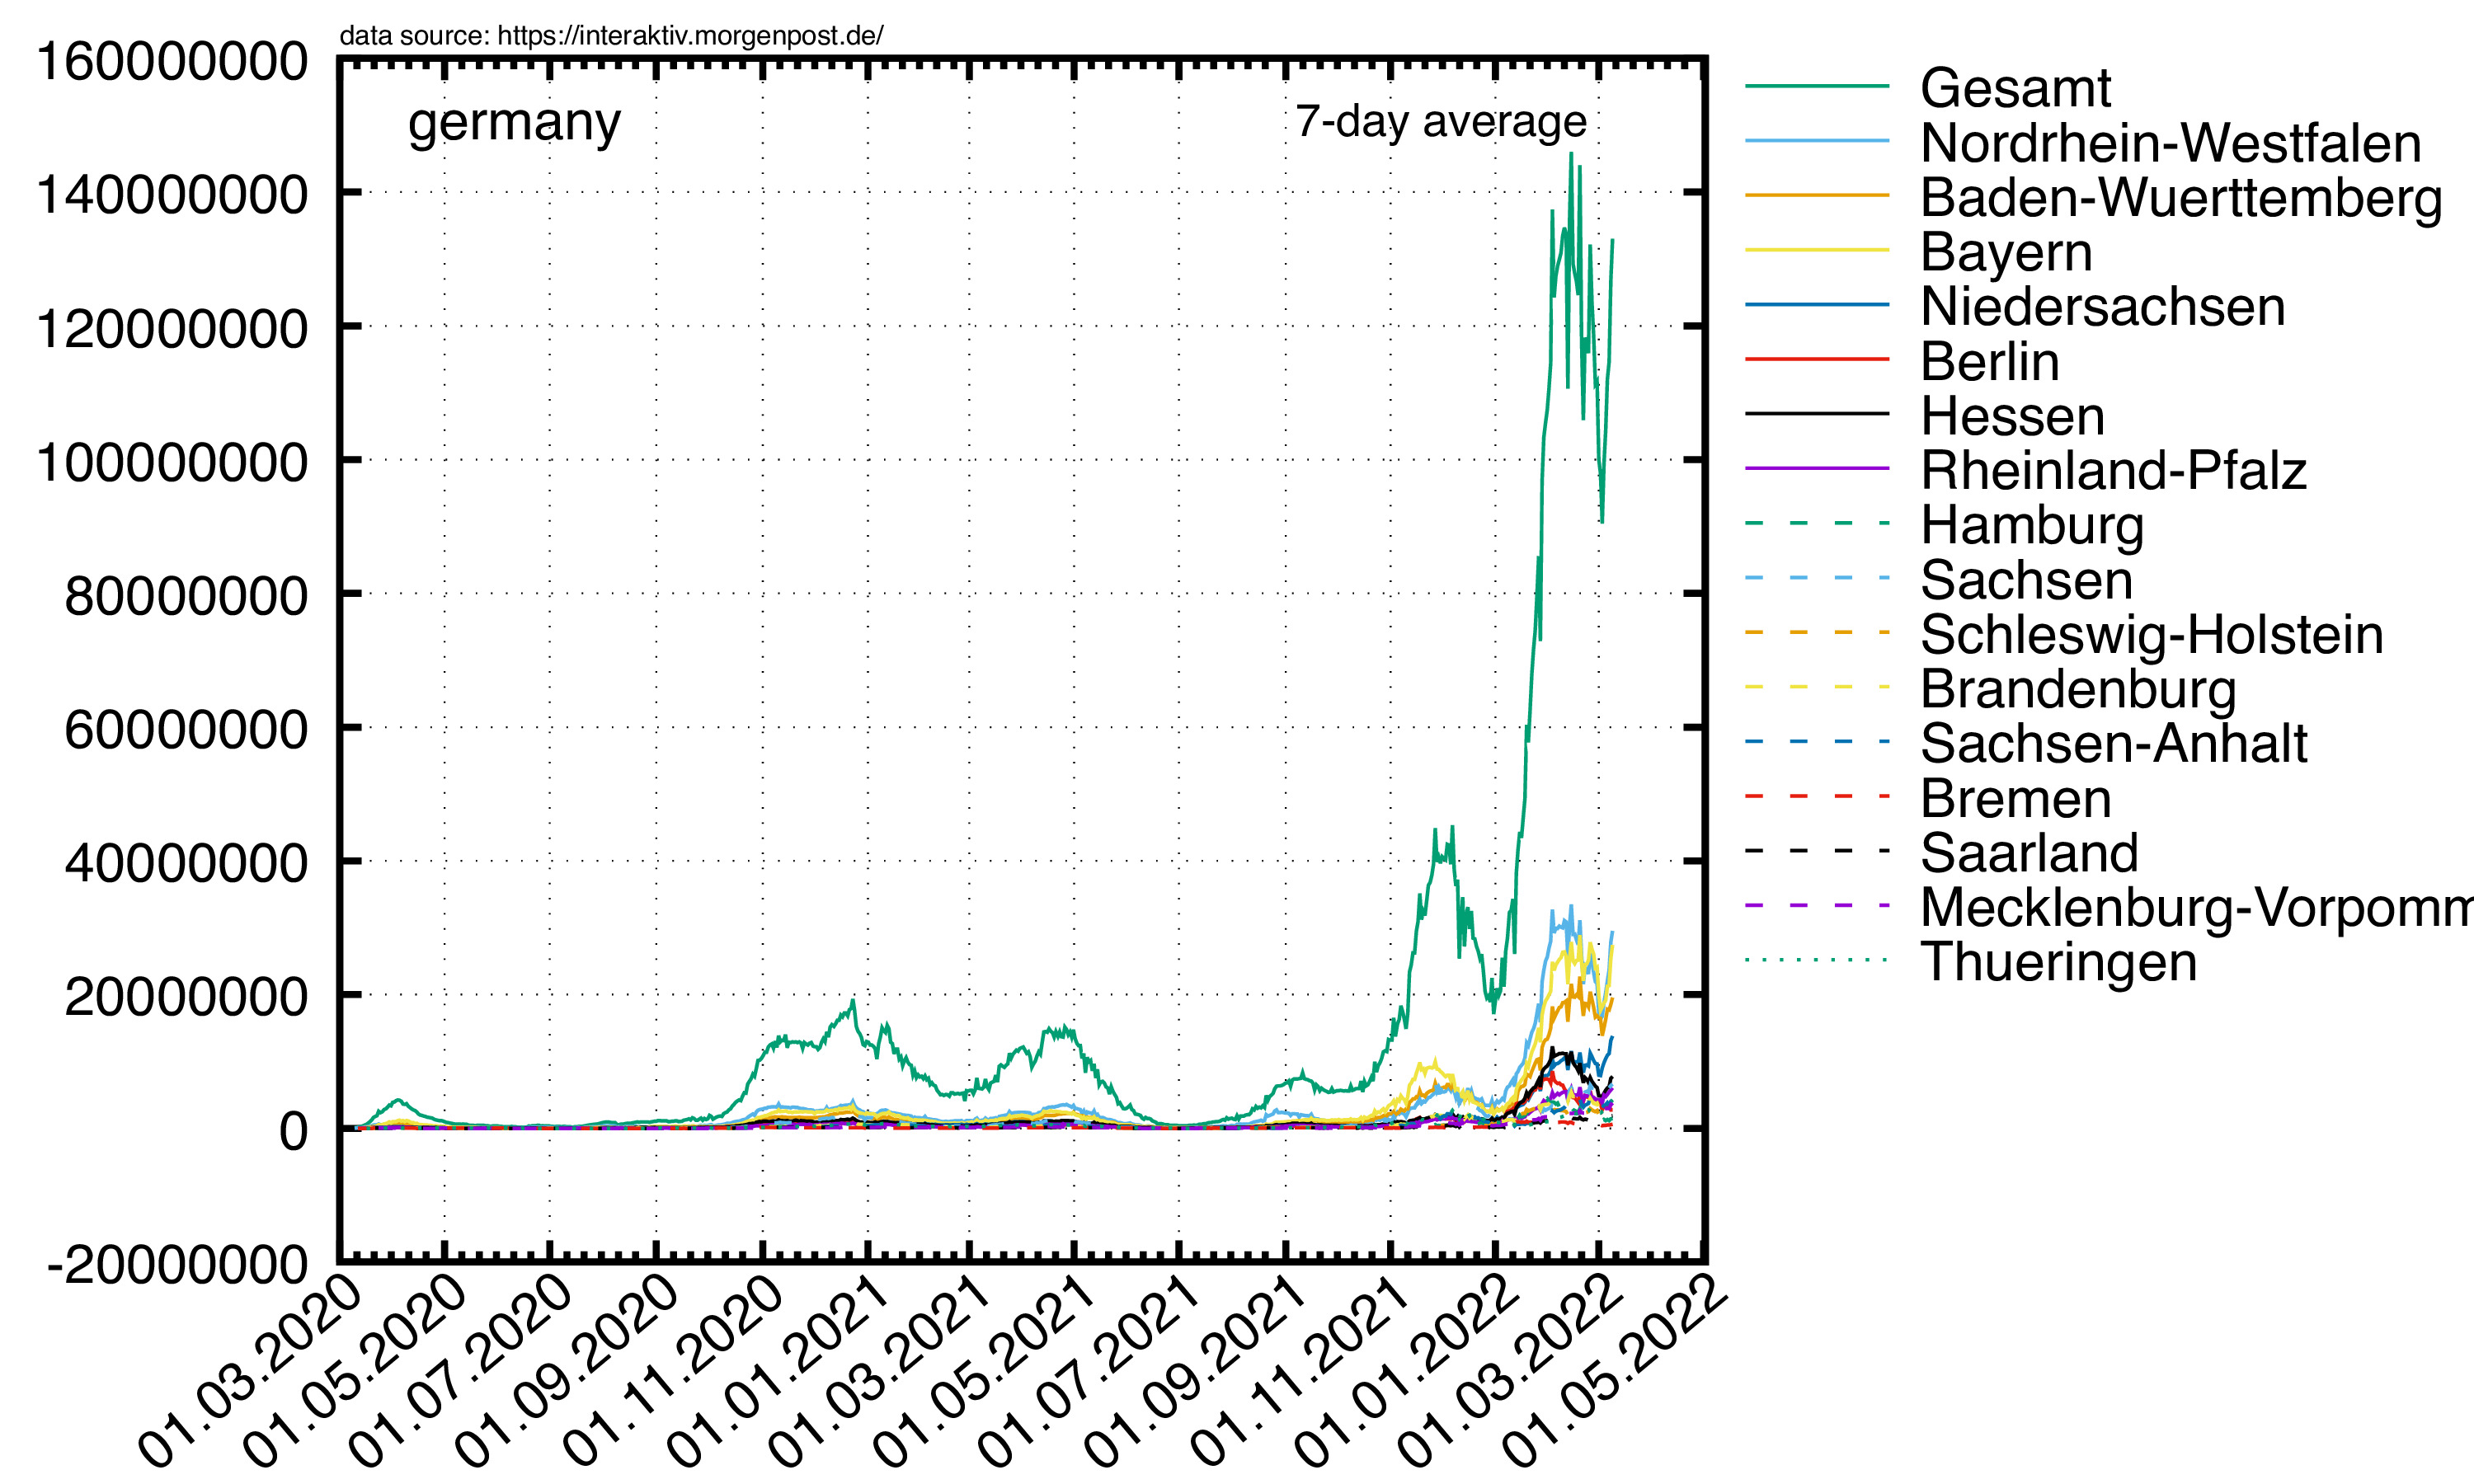 data source: https://interaktiv.morgenpost.de/
160000000
140000000
120000000
100000000
80000000
60000000
40000000
20000000
0
-20000000
germany
7-day average
01.03.2020
01.05.2020
01.07.2020
01.09.2020
01.11.2020
01.01.2021
01.03.2021
01.05.2021
01.07.2021
01.09.2021
01.11.2021
01.01.2022
01.03.2022
01.05.2022
Gesamt
Nordrhein-Westfalen
Baden-Wuerttemberg
Bayern
Niedersachsen
Berlin
Hessen
Rheinland-Pfalz
Hamburg
Sachsen
Schleswig-Holstein
Brandenburg
Sachsen-Anhalt
Bremen
Saarland
Mecklenburg-Vorpomm
Thueringen